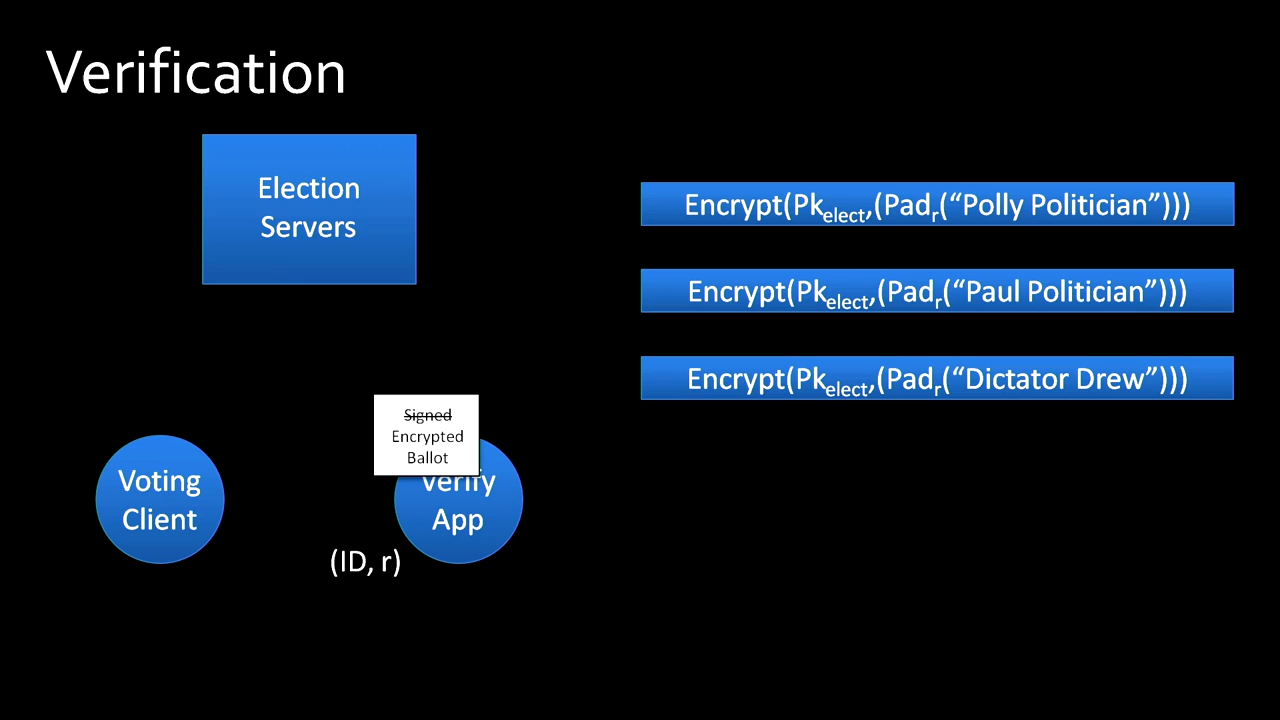 Verification
Election
Servers
Encrypt(Pkelect,(Padr(“Polly Politician”)))
Encrypt(Pkelect,(Padr(“Paul Politician”)))
Encrypt(Pkelect,(Padr(“Dictator Drew”)))
Signed
Encrypted
Ballot
Voting
Client
Verify
App
(ID, r)